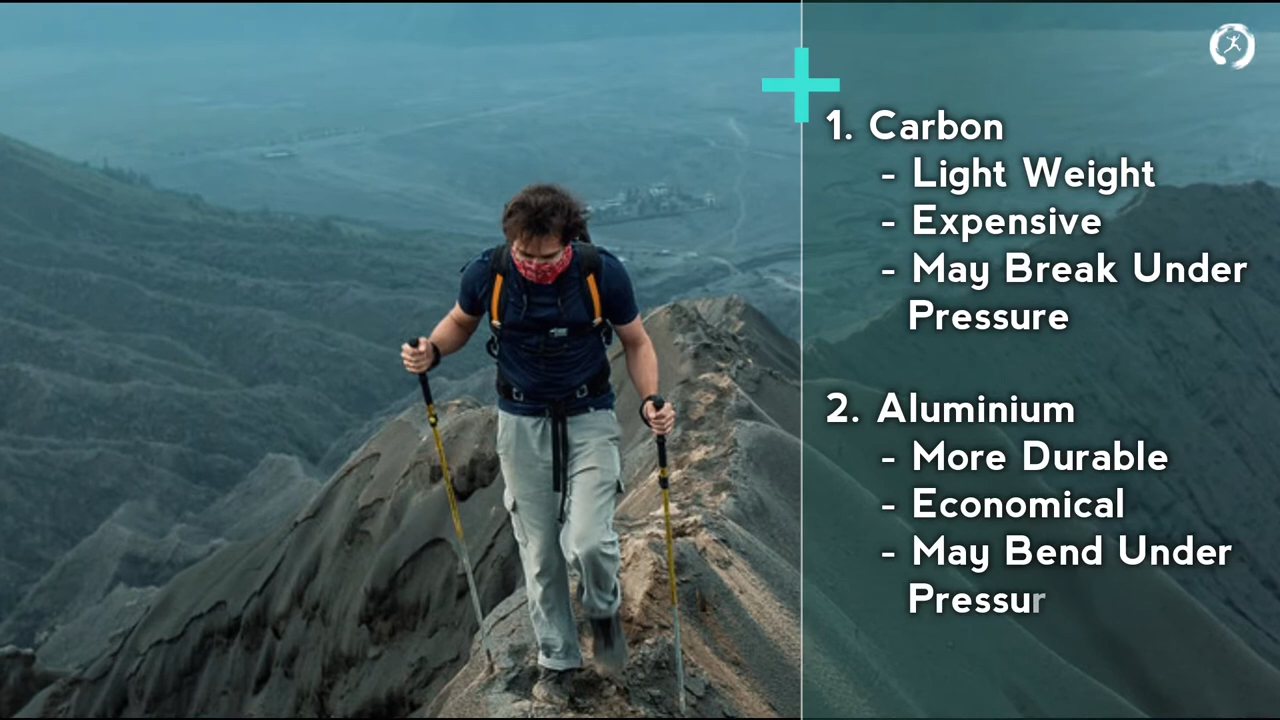 1. Carbon
- Light Weight
- Expensive
- May Break Under
Pressure
2. Aluminium
- More Durable
- Economical
- May Bend Under
Pressur